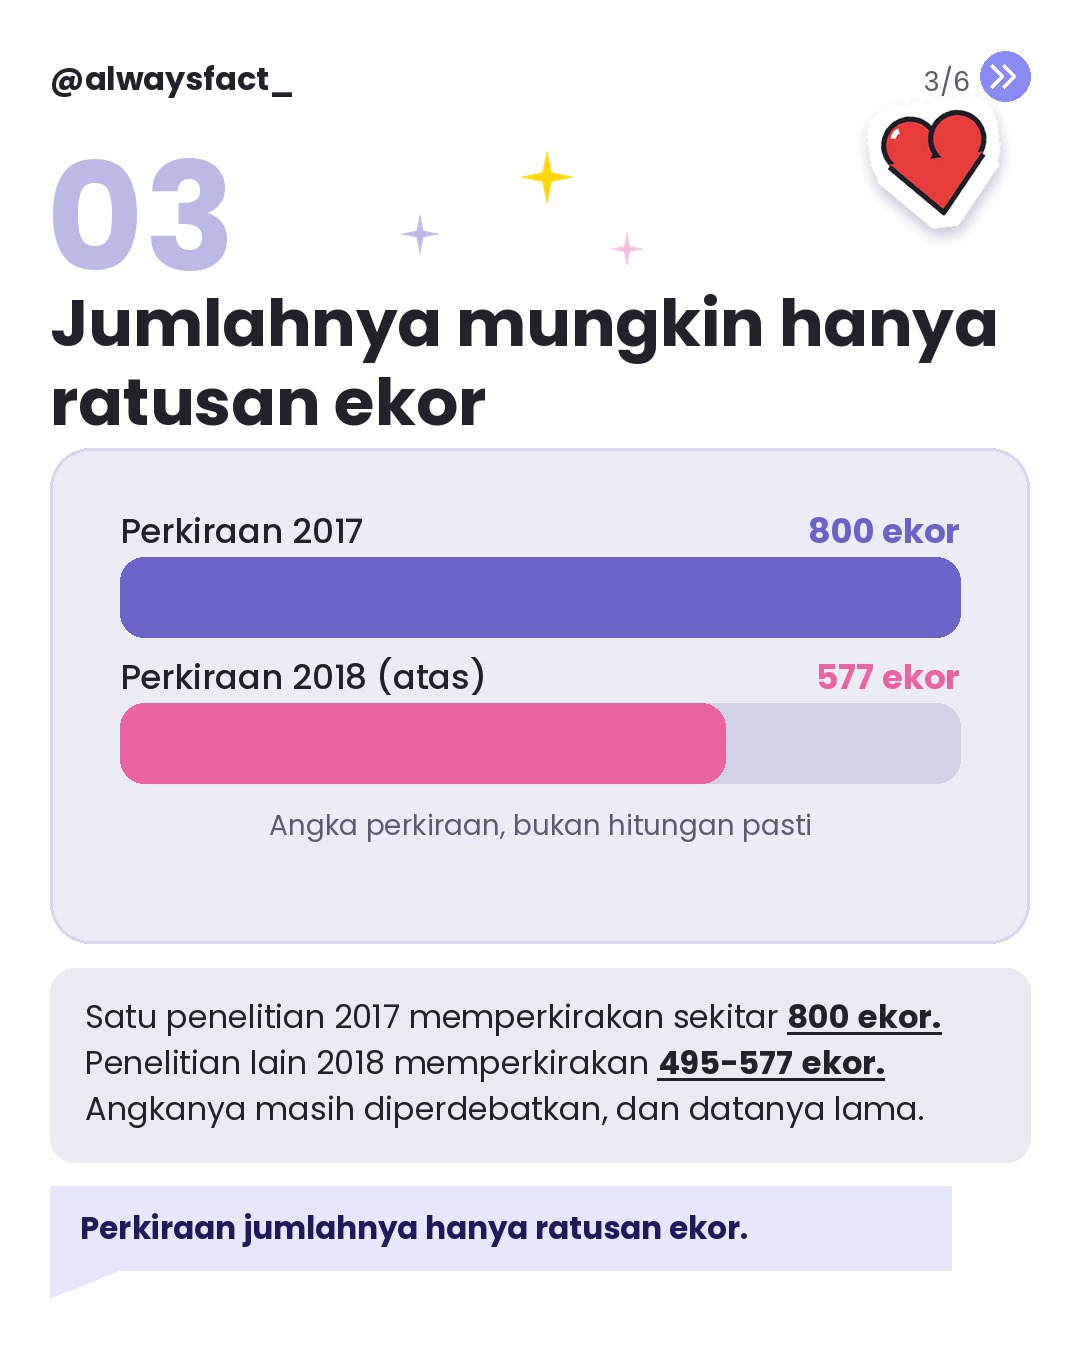 @alwaysfact_
3/6
03
Jumlahnya mungkin hanya
ratusan ekor
Perkiraan 2017
800 ekor
Perkiraan 2018 (atas)
577 ekor
Angka perkiraan, bukan hitungan pasti
Satu penelitian 2017 memperkirakan sekitar 800 ekor.
Penelitian lain 2018 memperkirakan 495-577 ekor.
Angkanya masih diperdebatkan, dan datanya lama.
Perkiraan jumlahnya hanya ratusan ekor.